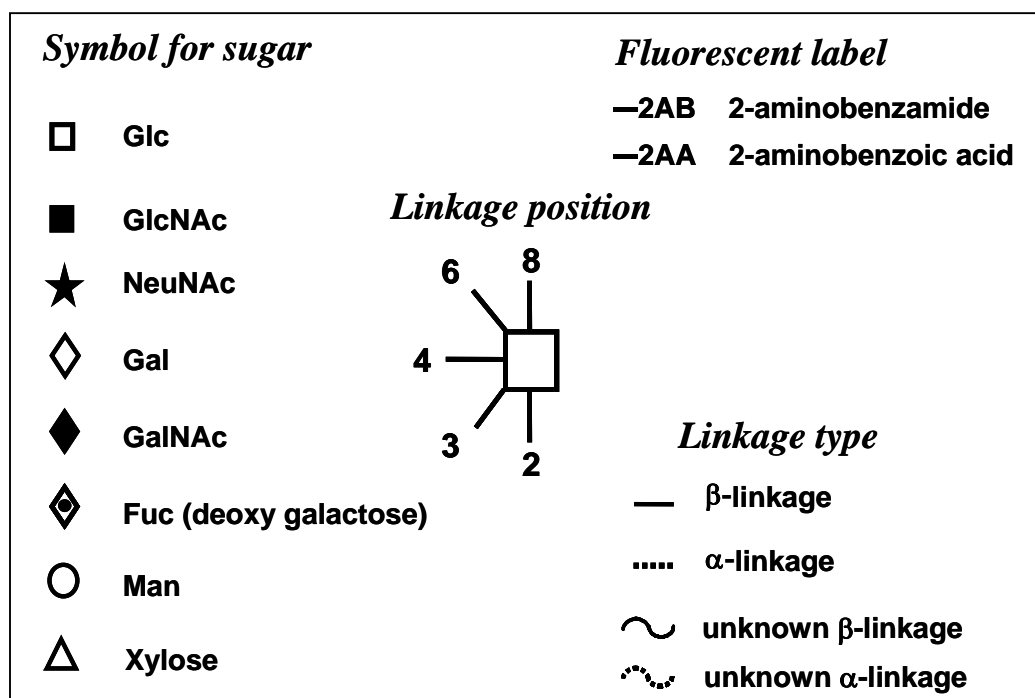 Symbol for sugar
Glc
GlcNAc
NeuNAc
Gal
GalNAc
Fuc (deoxy galactose)
Man
Xylose
Fluorescent label
—2AB 2-aminobenzamide
—2AA 2-aminobenzoic acid
Linkage position
6 8
4
3 2
Linkage type
β-linkage
α-linkage
unknown β-linkage
unknown α-linkage